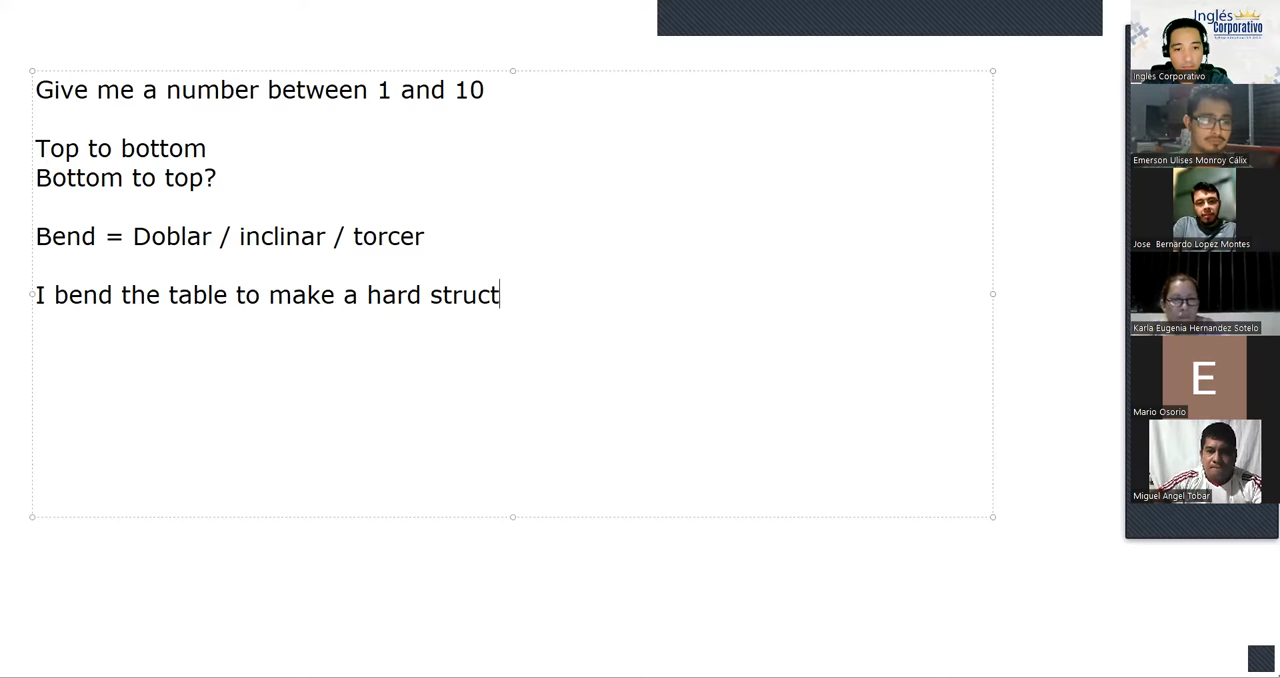 Give me a number between 1 and 10
Top to bottom
Bottom to top?
Bend = Doblar / inclinar / torcer
I bend the table to make a hard struct
Inglés
Corporativo
Inglés Corporativo
Emerson Ulises Monroy Cálix
Jose Bernardo Lopez Montes
Karla Eugenia Hernandez Sotelo
E
Mario Osorio
Miguel Angel Tobar